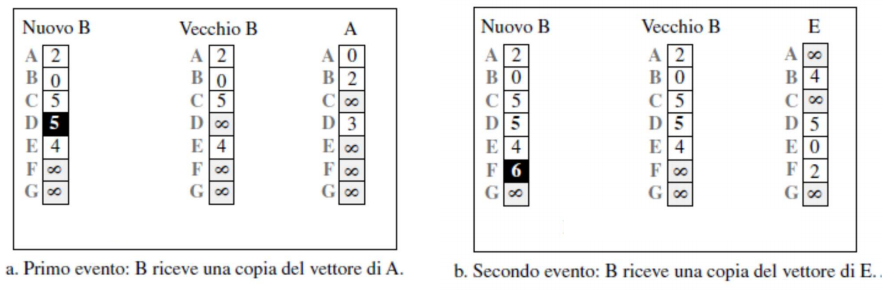 Nuovo B Vecchio B A
A 2 A 2 A 0
B 0 B 0 B 2
C 5 C 5 C ∞
D 5 D ∞ D 3
E 4 E 4 E ∞
F ∞ F ∞ F ∞
G ∞ G ∞ G ∞
a. Primo evento: B riceve una copia del vettore di A.
Nuovo B Vecchio B E
A 2 A 2 A ∞
B 0 B 0 B 4
C 5 C 5 C ∞
D 5 D 5 D 5
E 4 E 4 E 0
F 6 F ∞ F 2
G ∞ G ∞ G ∞
b. Secondo evento: B riceve una copia del vettore di E. .